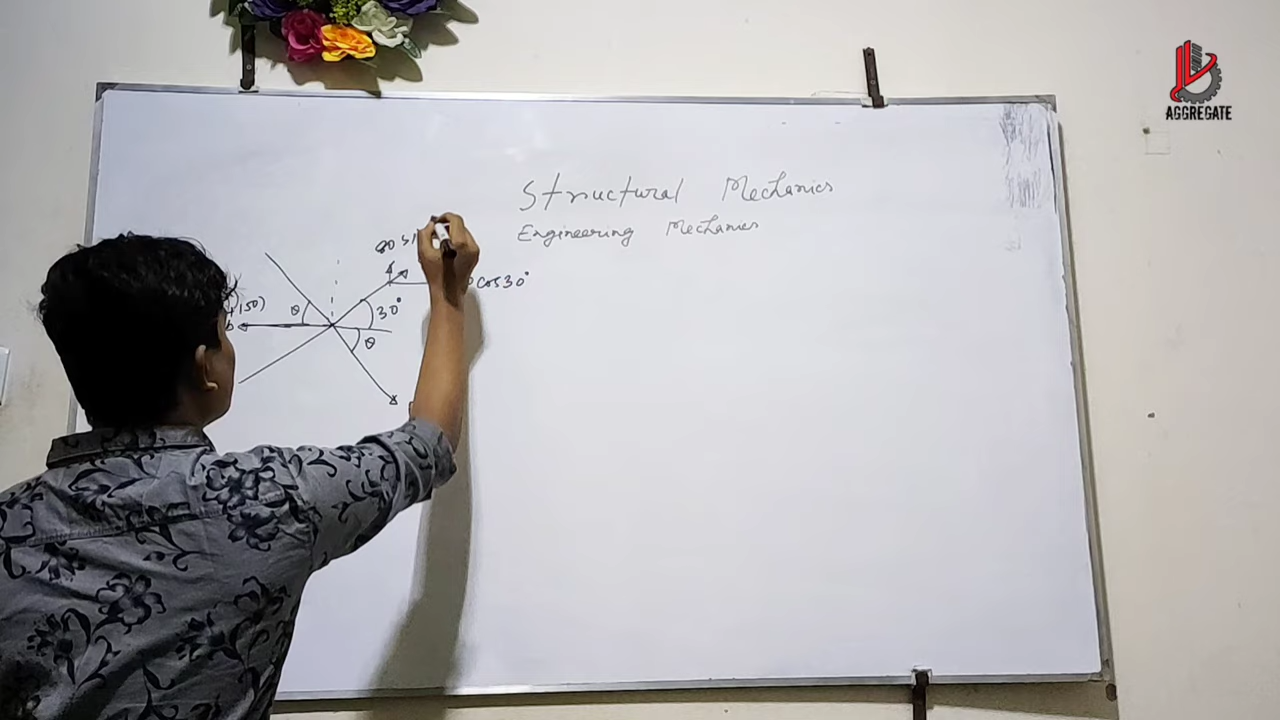 AGGREGATE
Structural Mechanics
Engineering Mechanics
cos30°
θ
30°
θ